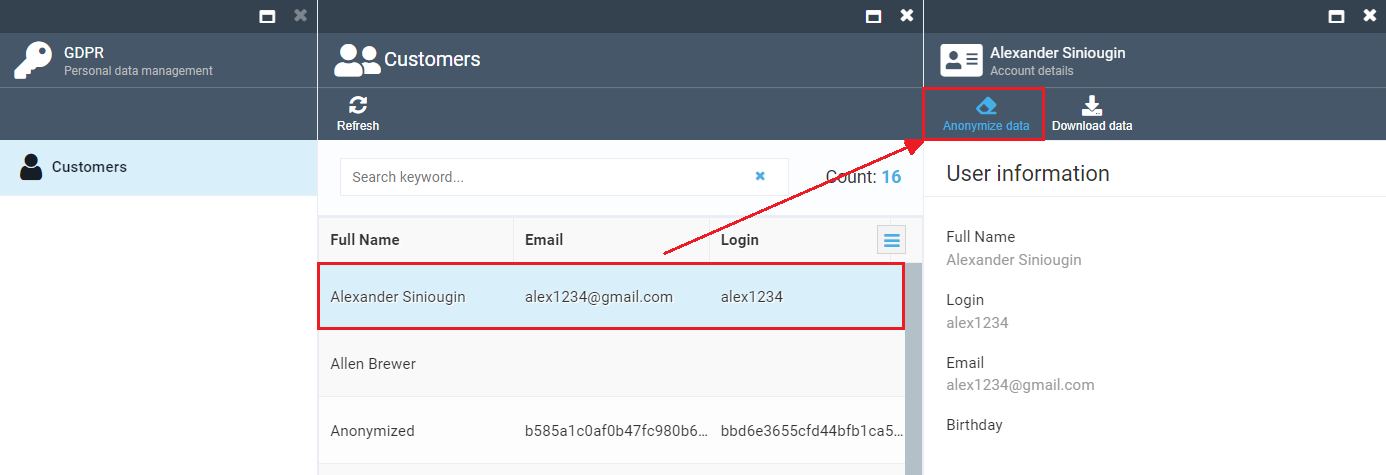 GDPR
Personal data management
Customers
Customers
Refresh
Search keyword...
Count: 16
Full Name Email Login
Alexander Siniougin alex1234@gmail.com alex1234
Allen Brewer
Anonymized b585a1c0af0b47fc980b6... bbd6e3655cfd44bfb1ca5...
Alexander Siniougin
Account details
Anonymize data Download data
User information
Full Name
Alexander Siniougin
Login
alex1234
Email
alex1234@gmail.com
Birthday